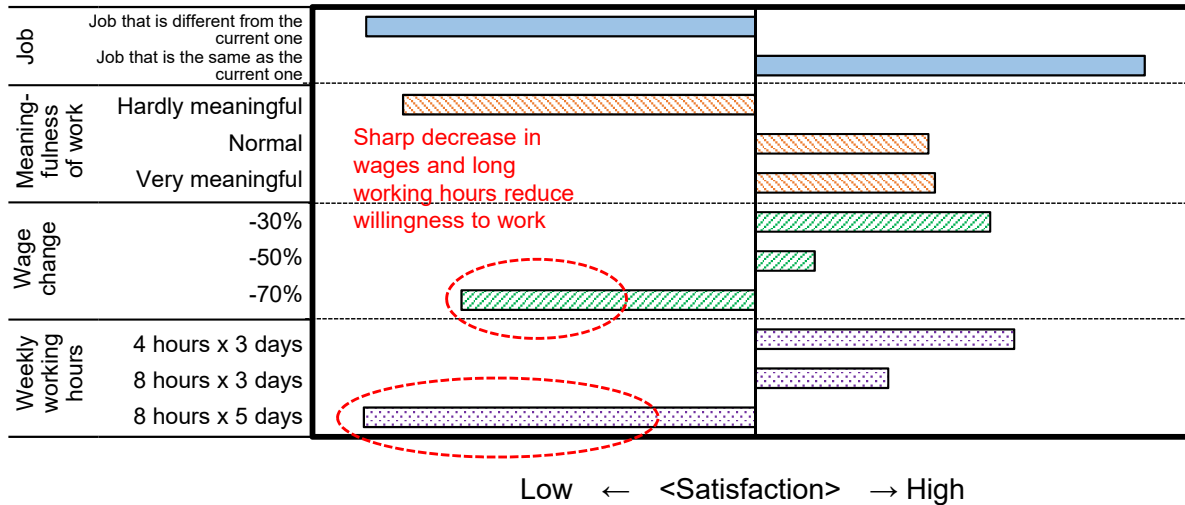 Job
Job that is different from the
current one
Job that is the same as the
current one
Meaning-
fulness
of work
Hardly meaningful
Normal
Very meaningful
Sharp decrease in
wages and long
working hours reduce
willingness to work
Wage
change
-30%
-50%
-70%
Weekly
working
hours
4 hours x 3 days
8 hours x 3 days
8 hours x 5 days
Low ← <Satisfaction> → High